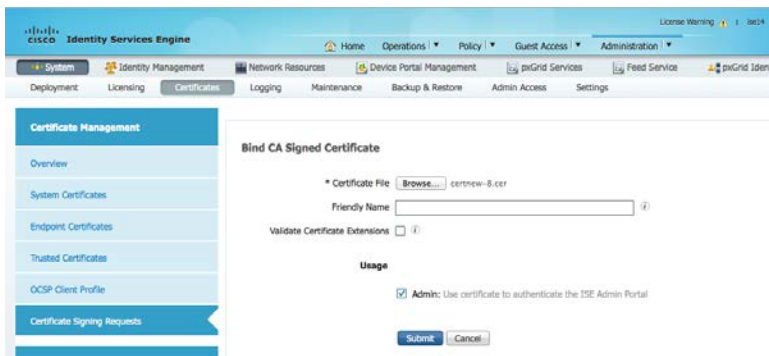 License Warning
cisco Identity Services Engine
Home Operations Policy Guest Access Administration
System Identity Management Network Resources Device Portal Management pxGrid Services Feed Service pxGrid Iden
Deployment Licensing Certificates Logging Maintenance Backup & Restore Admin Access Settings
Certificate Management
Overview
System Certificates
Endpoint Certificates
Trusted Certificates
OCSP Client Profile
Certificate Signing Requests
Bind CA Signed Certificate
* Certificate File Browse... certnew-8.cer
Friendly Name
Validate Certificate Extensions
Usage
Admin: Use certificate to authenticate the ISE Admin Portal
Submit Cancel